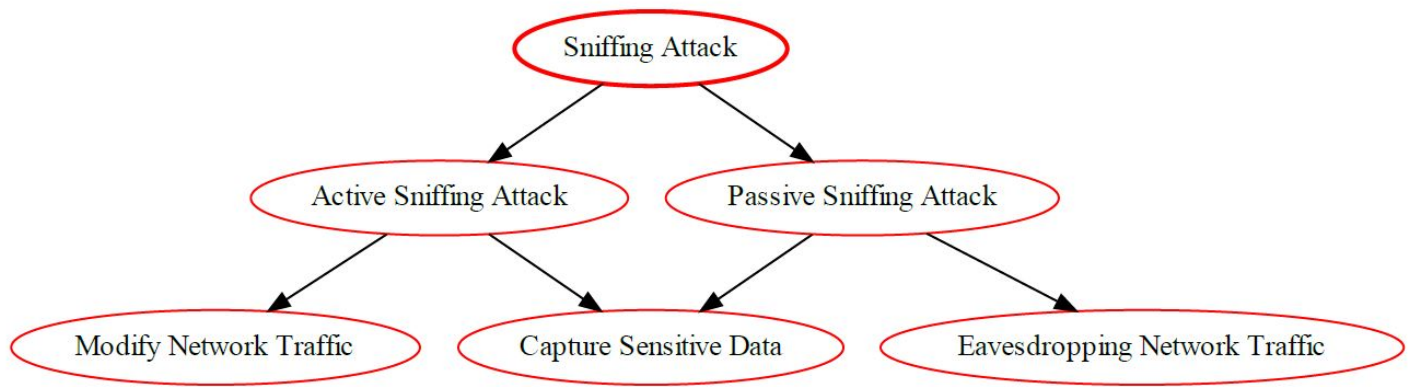 Sniffing Attack
Active Sniffing Attack
Passive Sniffing Attack
Modify Network Traffic
Capture Sensitive Data
Eavesdropping Network Traffic